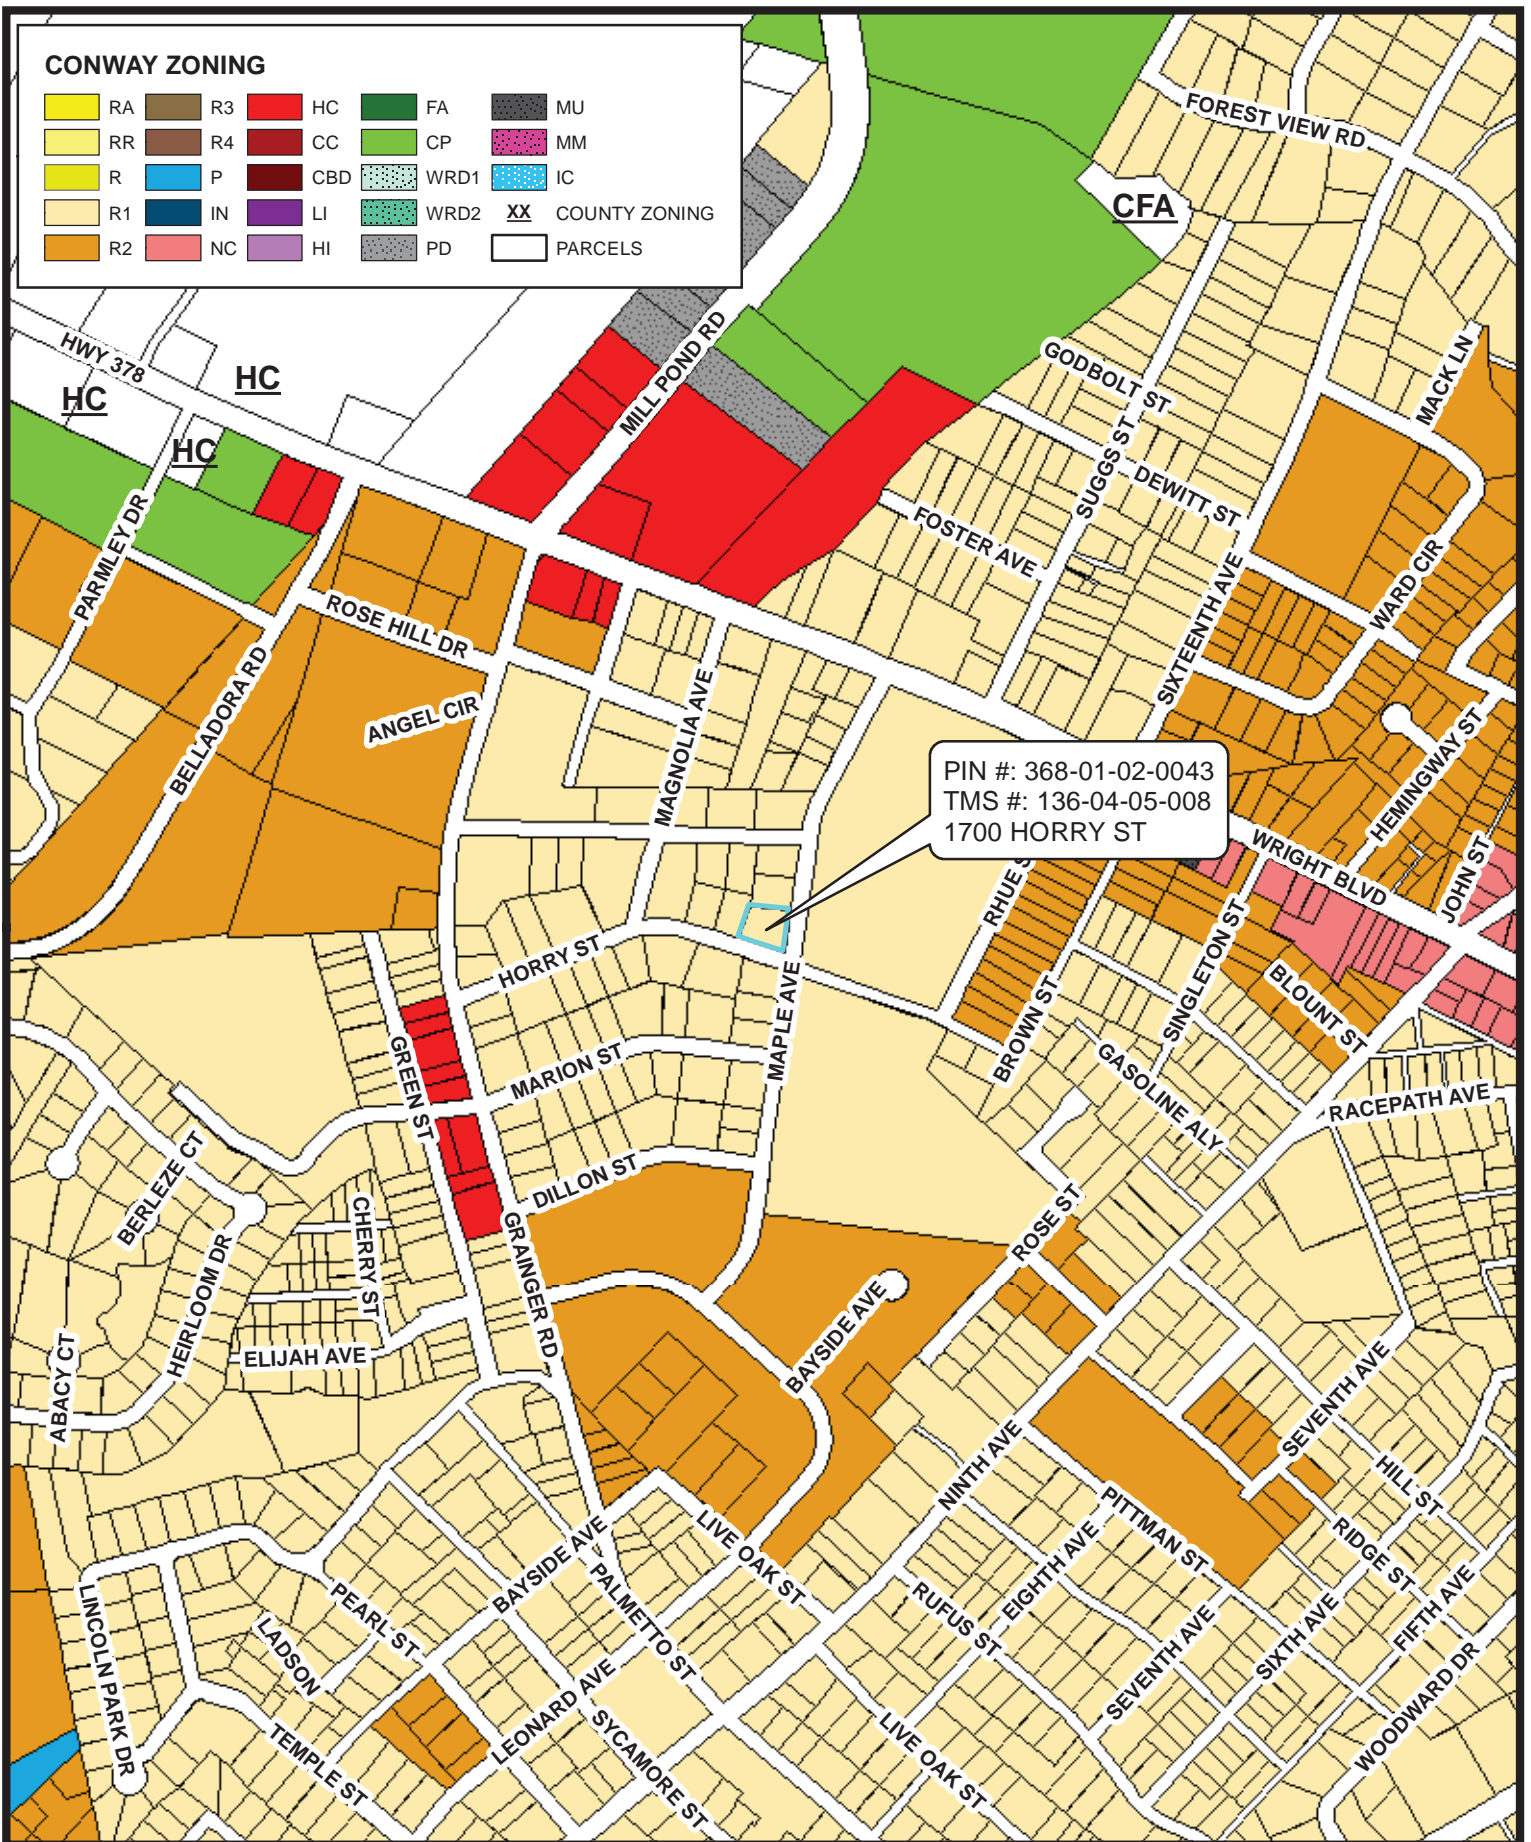 CONWAY ZONING
RA R3 HC FA MU
RR R4 CC CP MM
R P CBD WRD1 IC
R1 IN LI WRD2 XX COUNTY ZONING
R2 NC HI PD PARCELS
FOREST VIEW RD
CFA
HWY 378
HC
HC
HC
MILL POND RD
GODBOLT ST
MACK LN
SUGGS ST
DEWITT ST
FOSTER AVE
PARMLEY DR
ROSE HILL DR
WARD CIR
SIXTEENTH AVE
BELLADORA RD
ANGEL CIR
MAGNOLIA AVE
HEMINGWAY ST
PIN #: 368-01-02-0043
TMS #: 136-04-05-008
1700 HORRY ST
WRIGHT BLVD
JOHN ST
RHUE S
HORRY ST
SINGLETON ST
BLOUNT ST
MAPLE AVE
BROWN ST
GREEN ST
MARION ST
GASOLINE ALY
RACEPATH AVE
BERLEZE CT
DILLON ST
CHERRY ST
GRAINGER RD
ROSE ST
HEIRLOOM DR
BAYSIDE AVE
ABACY CT
ELIJAH AVE
SEVENTH AVE
NINTH AVE
HILL ST
PITTMAN ST
LIVE OAK ST
BAYSIDE AVE
RIDGE ST
EIGHTH AVE
LINCOLN PARK DR
PEARL ST
PALMETTO ST
RUFUS ST
FIFTH AVE
SIXTH AVE
LADSON
SEVENTH AVE
LEONARD AVE
WOODWARD DR
TEMPLE ST
SYCAMORE ST
LIVE OAK ST